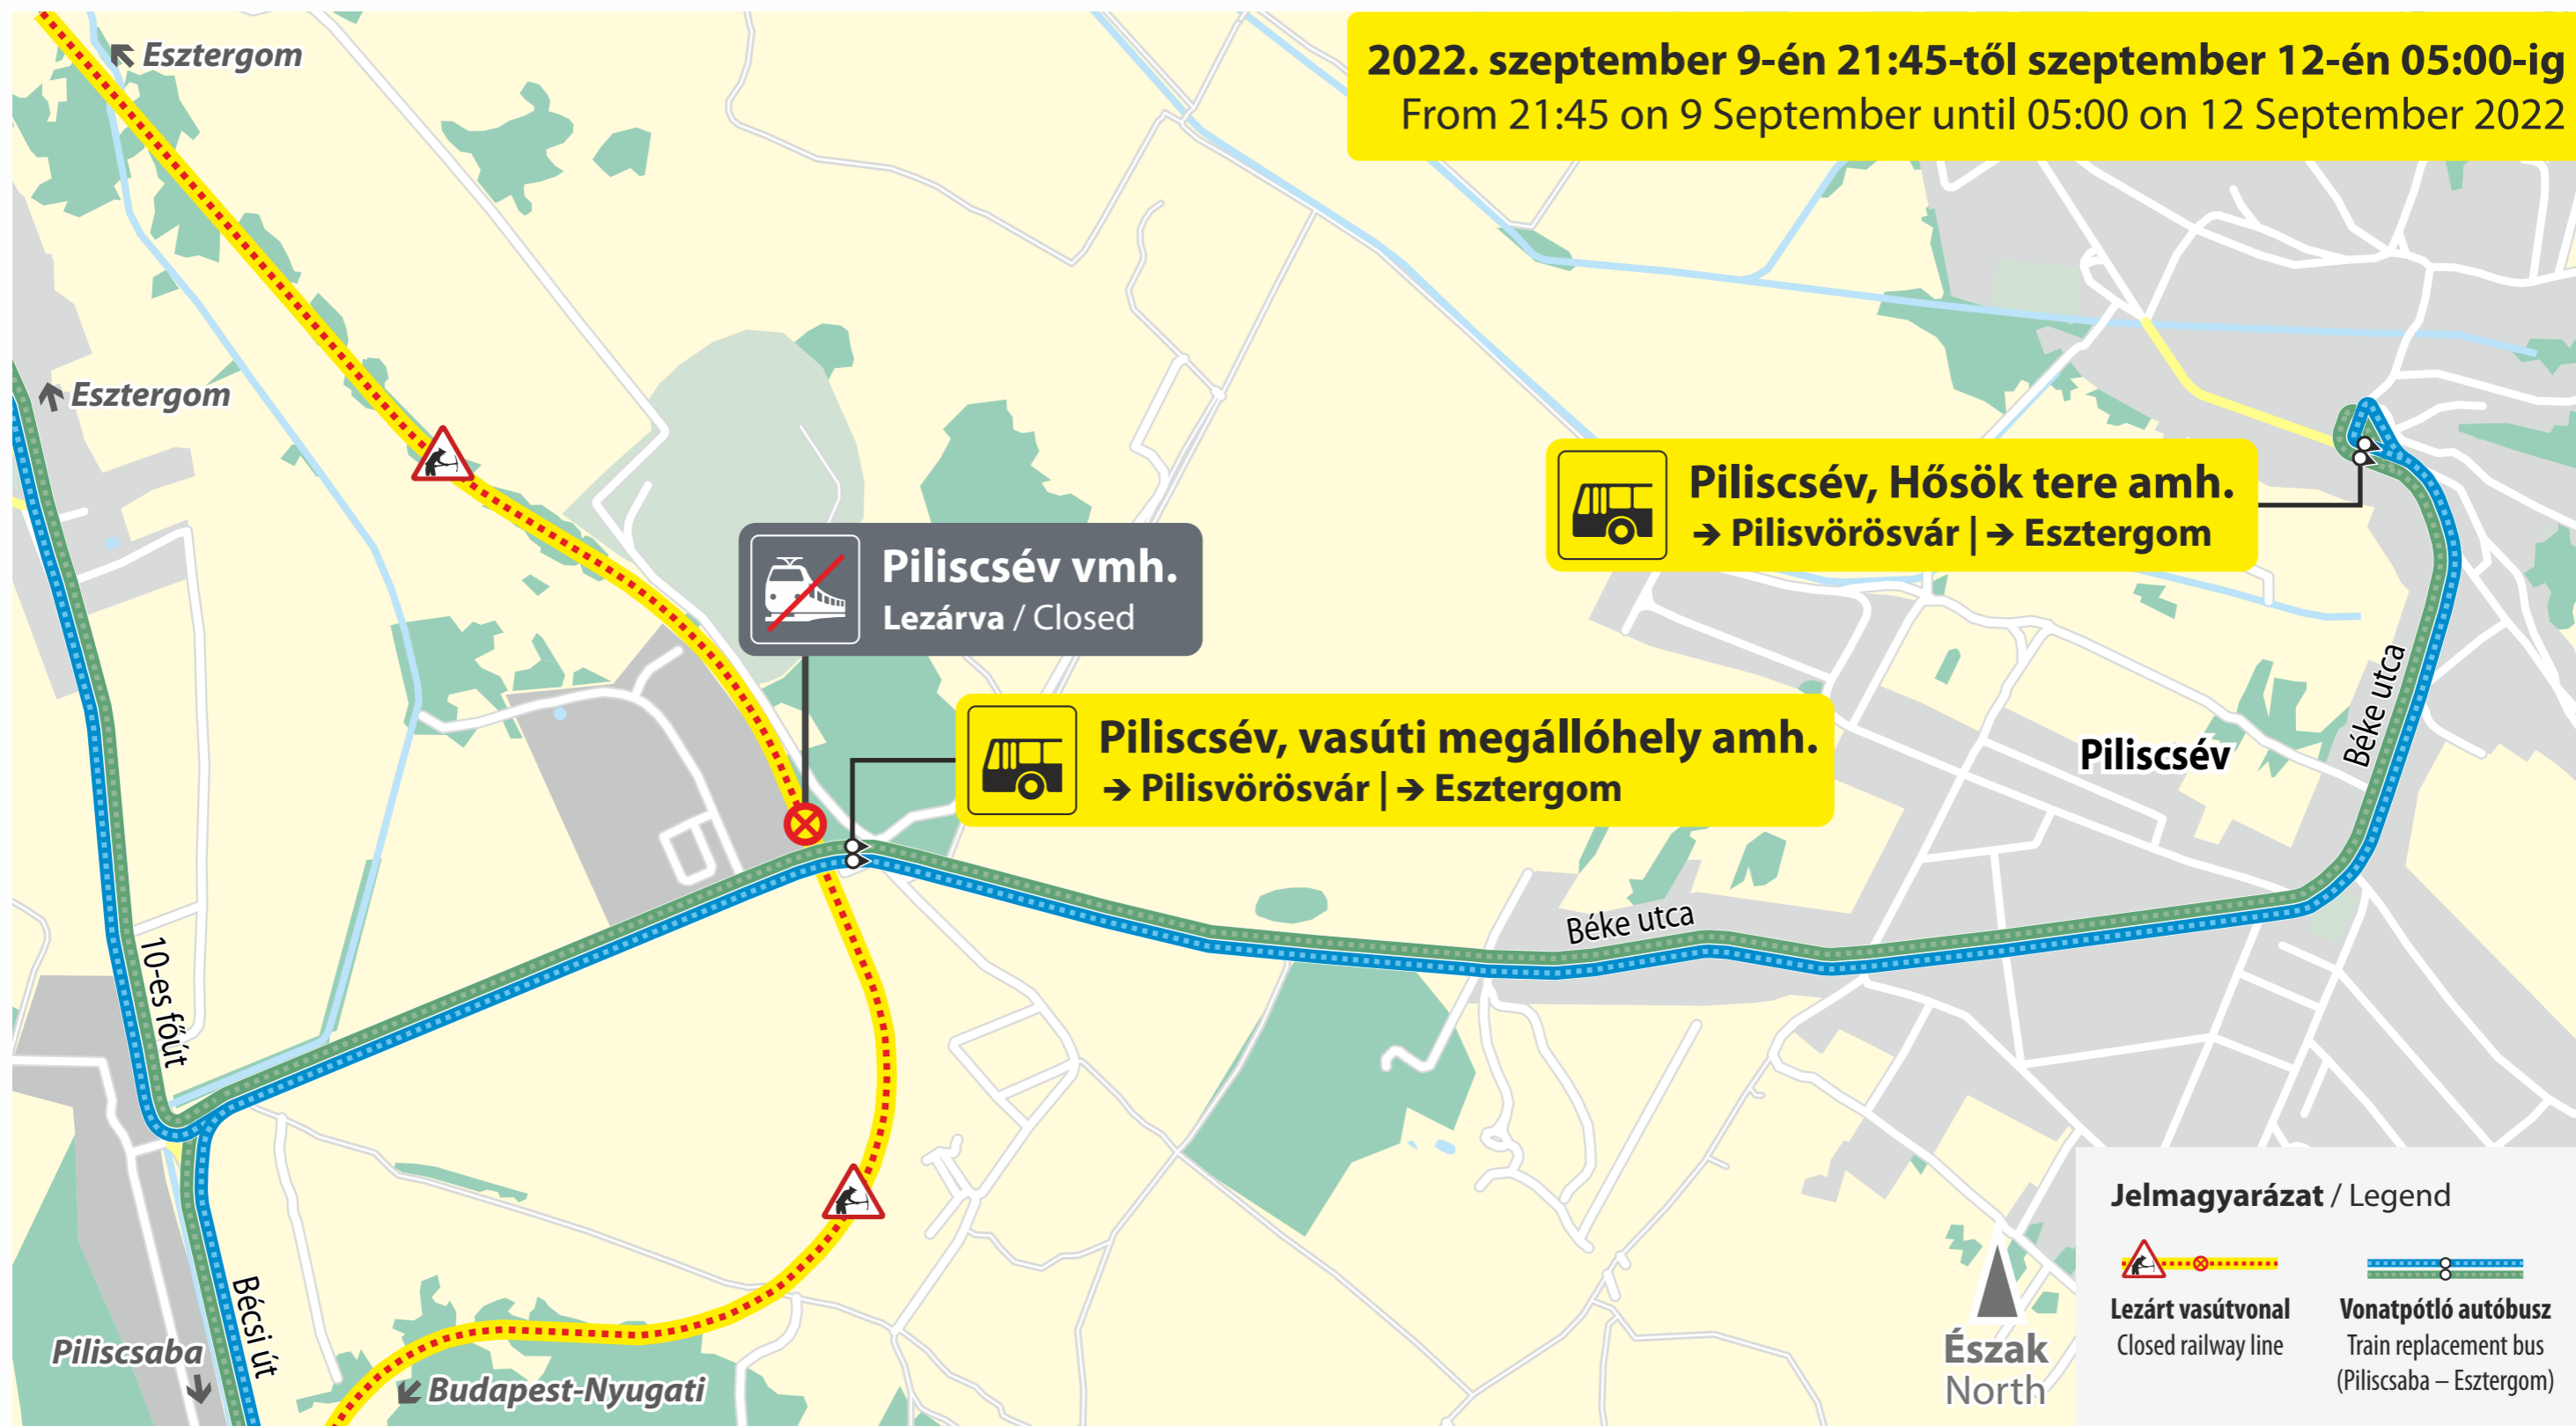 Esztergom
2022. szeptember 9-én 21:45-től szeptember 12-én 05:00-ig
From 21:45 on 9 September until 05:00 on 12 September 2022
Esztergom
Piliscsév, Hősök tere amh.
→ Pilisvörösvár | → Esztergom
Piliscsév vmh.
Lezárva / Closed
Piliscsév, vasúti megállóhely amh.
→ Pilisvörösvár | → Esztergom
Béke utca
Piliscsév
Béke utca
10-es főút
Bécsi út
Piliscsaba
Budapest-Nyugati
Észak
North
Jelmagyarázat / Legend
Lezárt vasútvonal
Closed railway line
Vonatpótló autóbusz
Train replacement bus
(Piliscsaba – Esztergom)